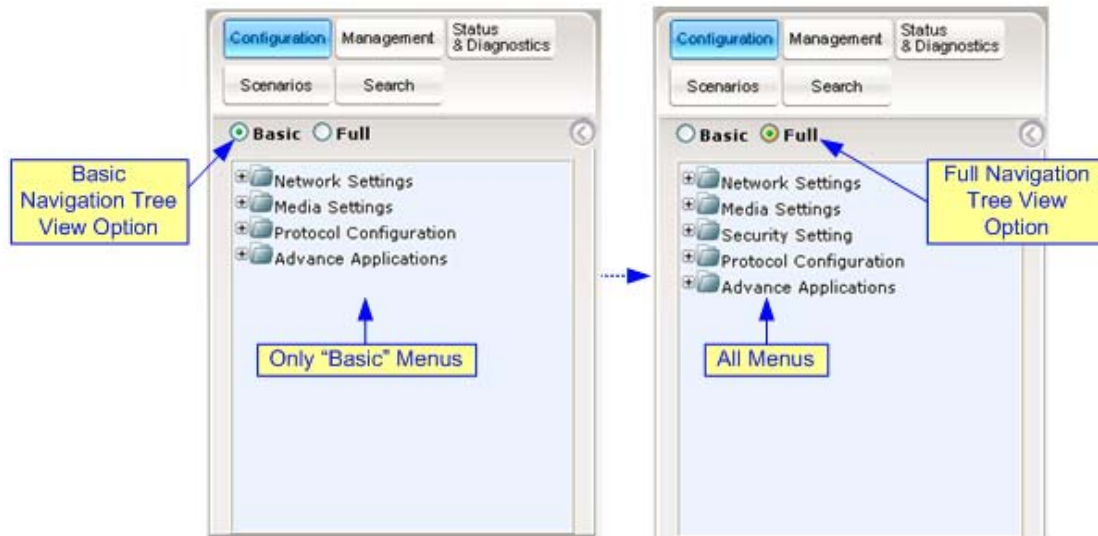 Configuration
Management
Status
& Diagnostics
Scenarios
Search
Basic
Full
Network Settings
Media Settings
Protocol Configuration
Advance Applications
Basic
Navigation Tree
View Option
Only “Basic” Menus
Configuration
Management
Status
& Diagnostics
Scenarios
Search
Basic
Full
Network Settings
Media Settings
Security Setting
Protocol Configuration
Advance Applications
Full Navigation
Tree View
Option
All Menus